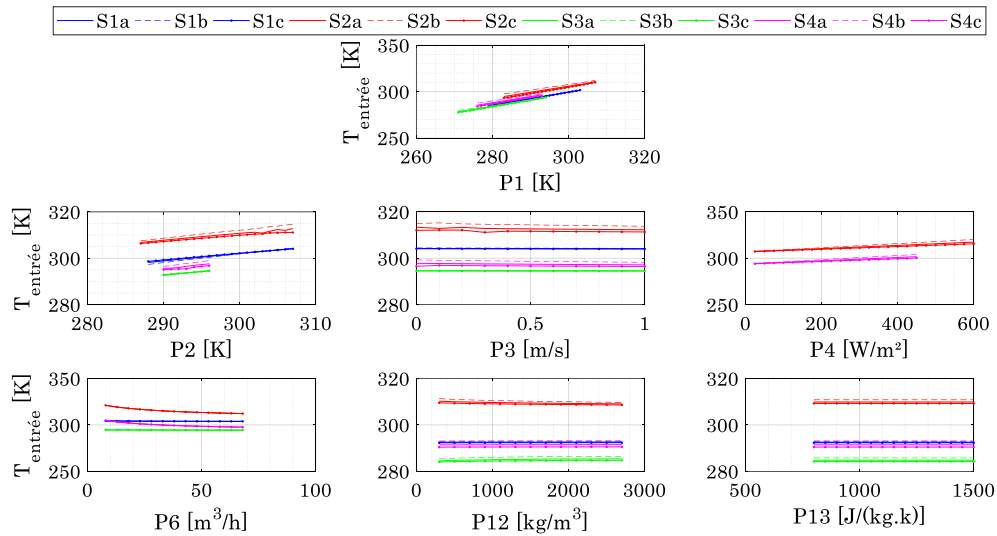 S1a S1b S1c S2a S2b S2c S3a S3b S3c S4a S4b S4c
T entrée [K]
350
300
250
260 280 300 320
P1 [K]
T entrée [K]
320
300
280
280 290 300 310
P2 [K]
320
300
280
0 0.5 1
P3 [m/s]
350
300
250
0 200 400 600
P4 [W/m²]
T entrée [K]
350
300
250
0 50 100
P6 [m³/h]
320
300
280
0 1000 2000 3000
P12 [kg/m³]
320
300
280
500 1000 1500
P13 [J/(kg.k)]